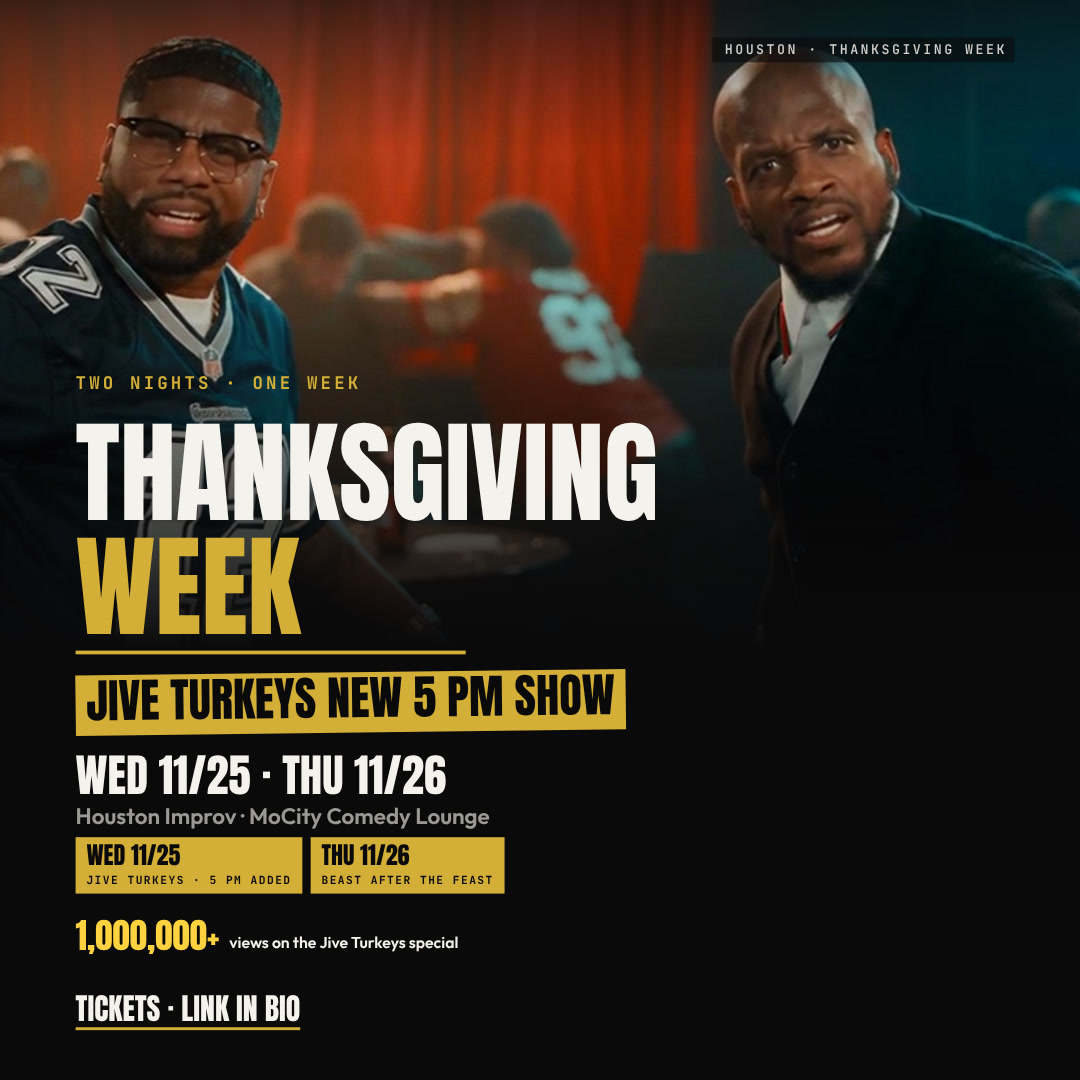 HOUSTON · THANKSGIVING WEEK
92
TWO NIGHTS · ONE WEEK
THANKSGIVING
WEEK
JIVE TURKEYS NEW 5 PM SHOW
WED 11/25 · THU 11/26
Houston Improv · MoCity Comedy Lounge
WED 11/25
JIVE TURKEYS · 5 PM ADDED
THU 11/26
BEAST AFTER THE FEAST
1,000,000+ views on the Jive Turkeys special
TICKETS · LINK IN BIO